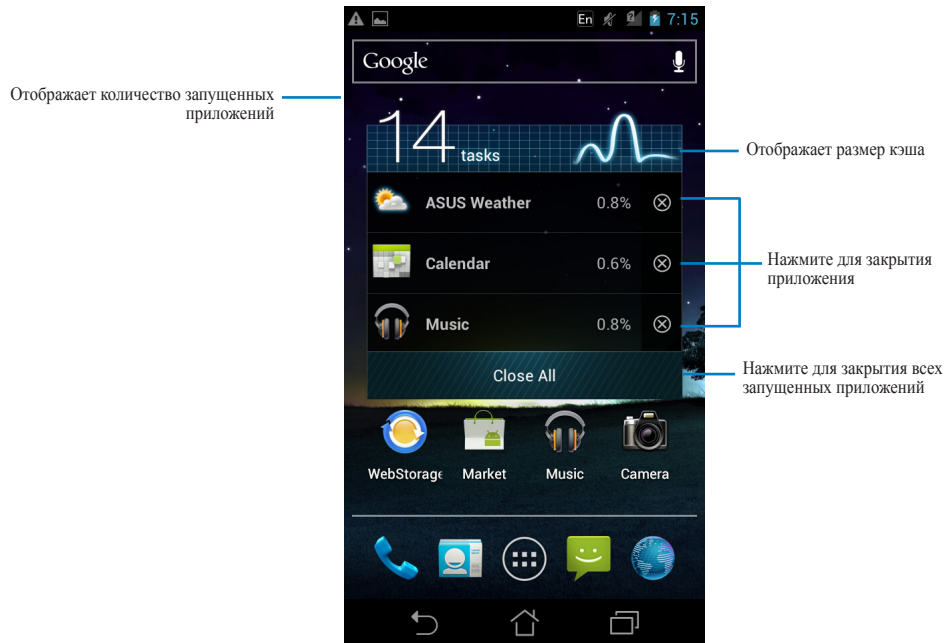 En 7:15
Google
Отображает количество запущенных
приложений
14 tasks
Отображает размер кэша
ASUS Weather 0.8%
Calendar 0.6%
Нажмите для закрытия
приложения
Music 0.8%
Close All
Нажмите для закрытия всех
запущенных приложений
WebStorage Market Music Camera